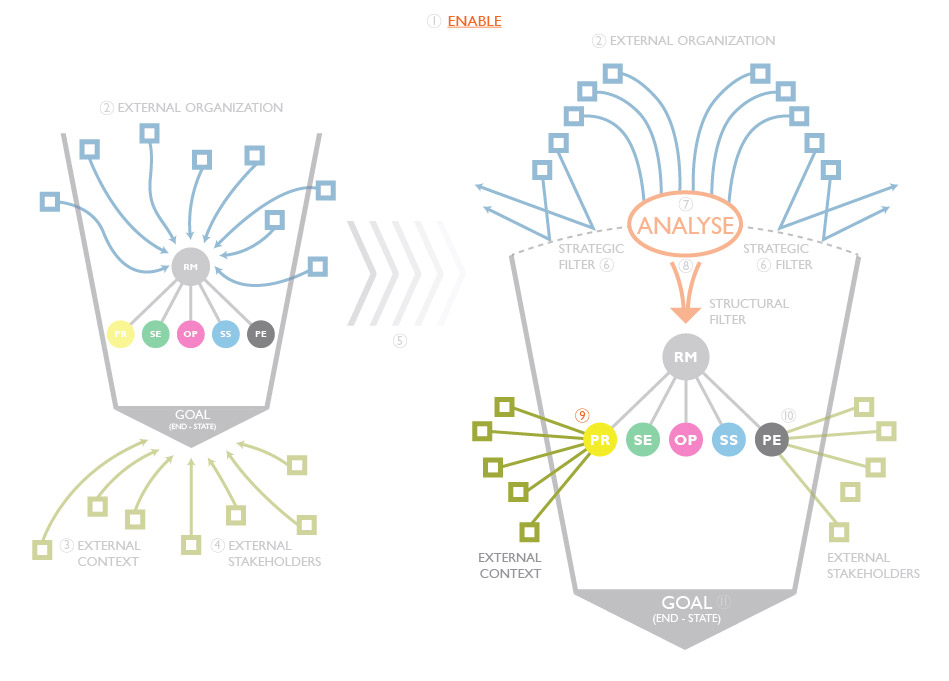 ① ENABLE
② EXTERNAL ORGANIZATION
RM
PR SE OP SS PE
GOAL
(END - STATE)
③ EXTERNAL
CONTEXT
④ EXTERNAL
STAKEHOLDERS
⑤
② EXTERNAL ORGANIZATION
⑦
ANALYSE
STRATEGIC
FILTER ⑥
⑧
STRATEGIC
⑥ FILTER
STRUCTURAL
FILTER
RM
⑨
⑩
PR SE OP SS PE
EXTERNAL
CONTEXT
EXTERNAL
STAKEHOLDERS
GOAL ⑪
(END - STATE)